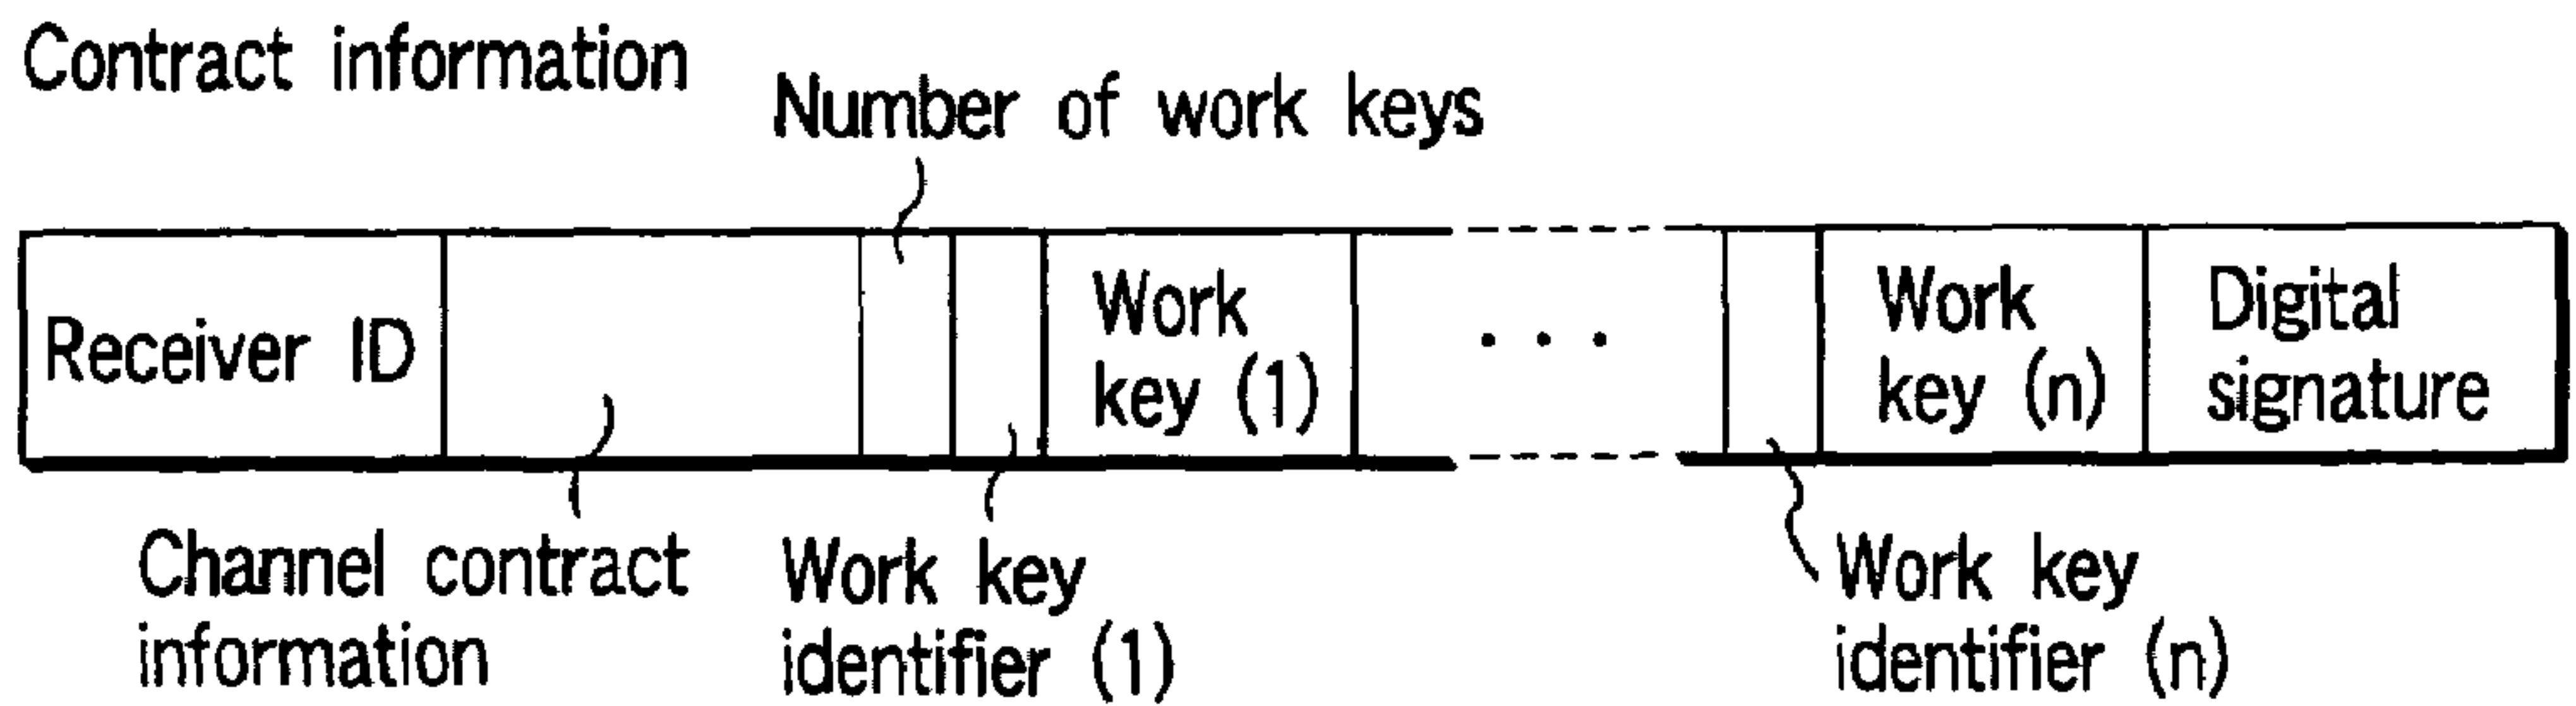 Contract information
Number of work keys
Receiver ID
Work
key (1)
. . .
Work
key (n)
Digital
signature
Channel contract
information
Work key
identifier (1)
Work key
identifier (n)